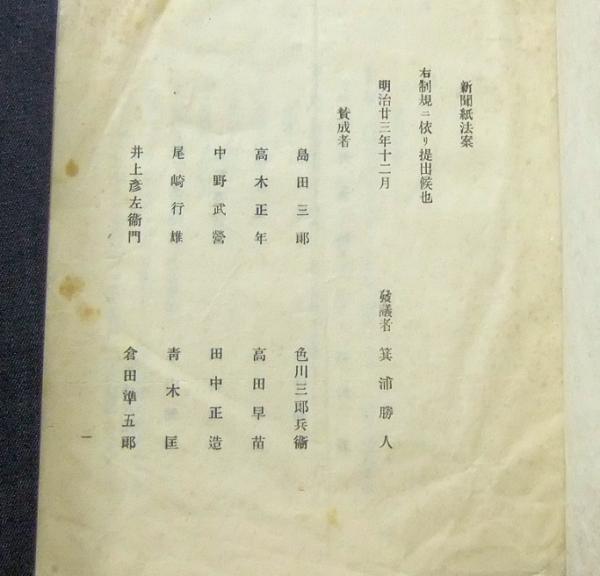 新聞紙法案
右制規ニ依リ提出候也
明治廿三年十二月
發議者 箕浦勝人
賛成者
島田三郎 色川三郎兵衞
高木正年 高田早苗
中野武營 田中正造
尾崎行雄 青木匡
井上彦左衞門 倉田準五郎
一